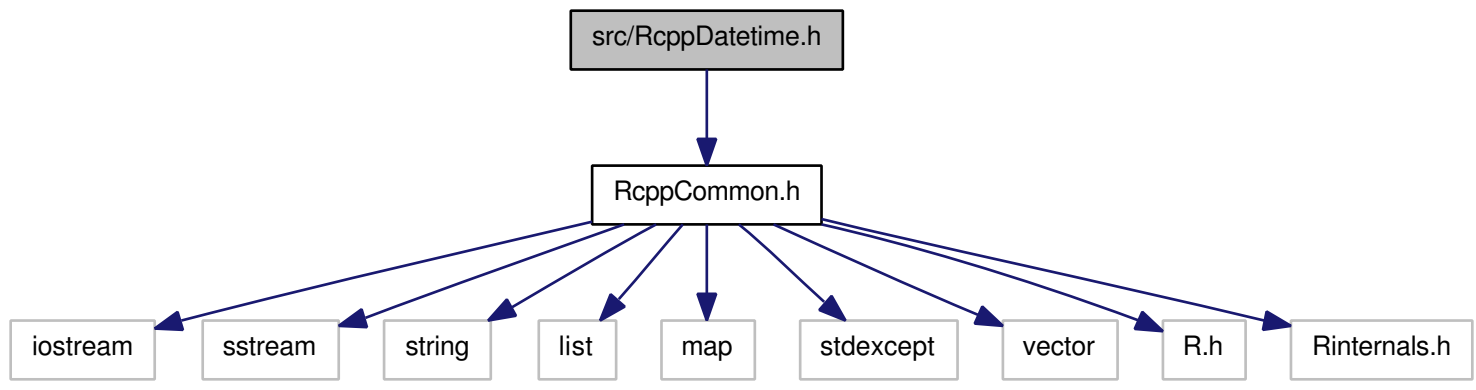 src/RcppDatetime.h
RcppCommon.h
iostream
sstream
string
list
map
stdexcept
vector
R.h
Rinternals.h